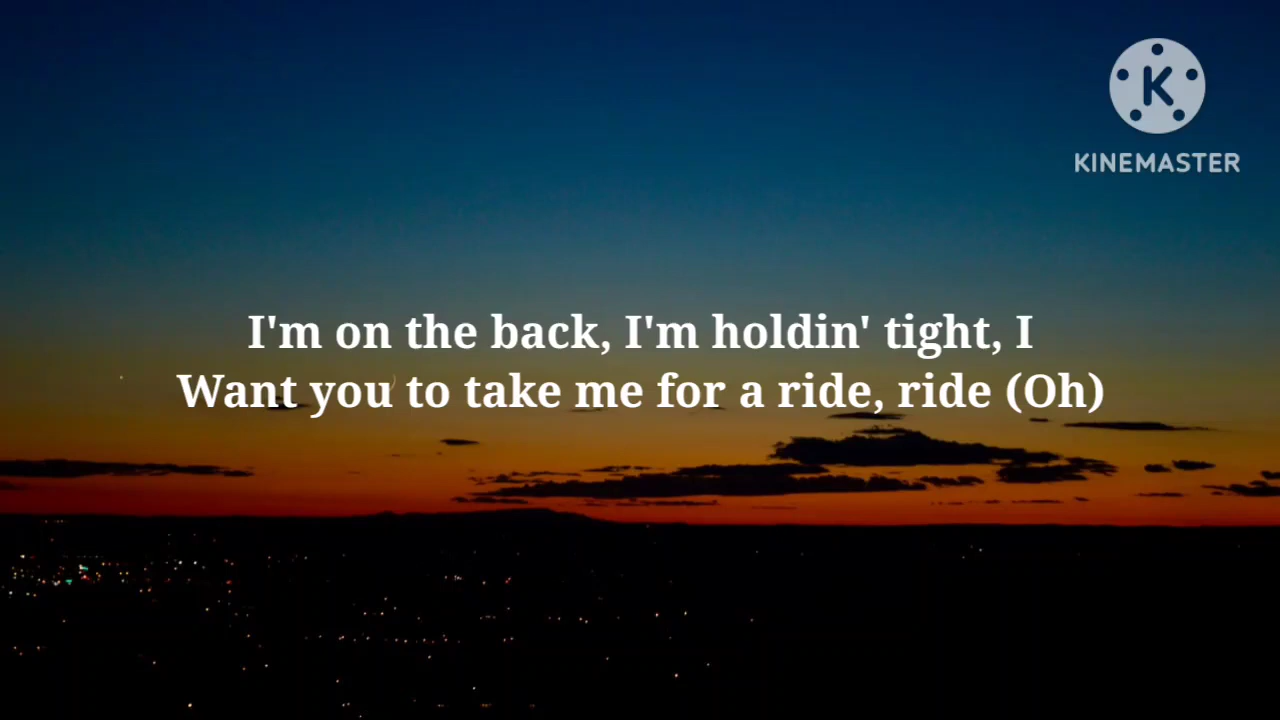 KINEMASTER
I'm on the back, I'm holdin' tight, I
Want you to take me for a ride, ride (Oh)